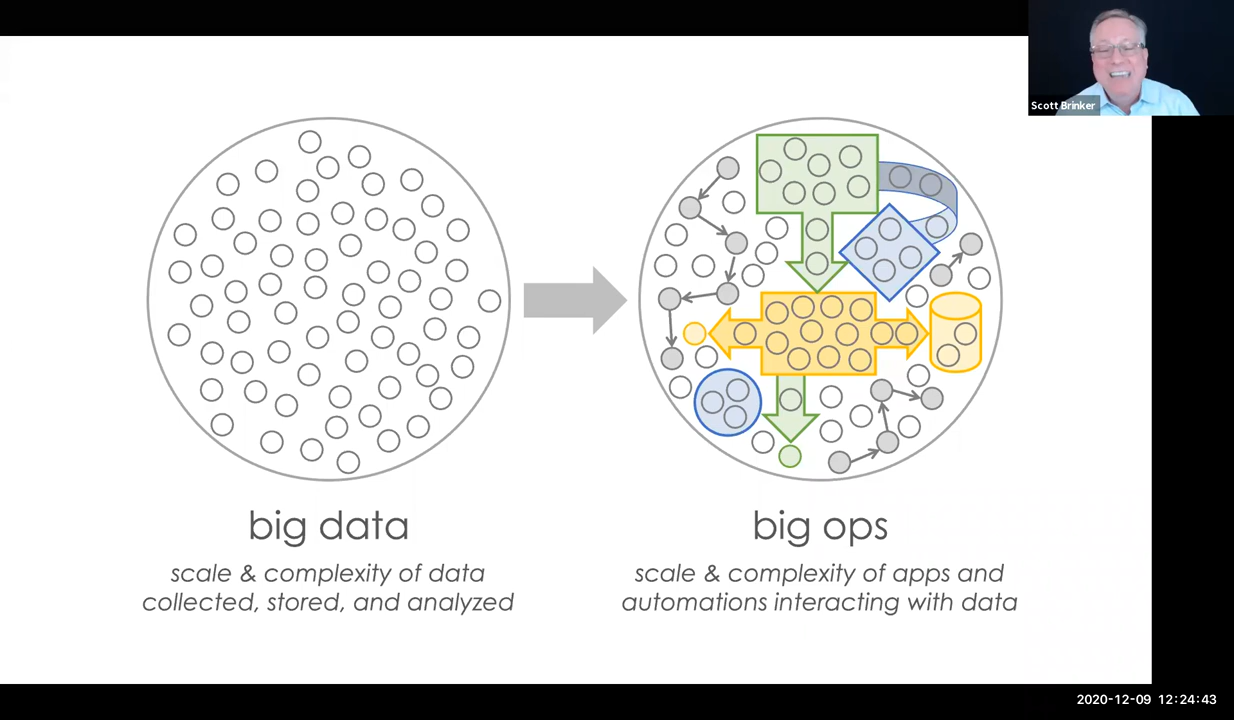 Scott Brinker
big data
scale & complexity of data
collected, stored, and analyzed
big ops
scale & complexity of apps and
automations interacting with data
2020-12-09 12:24:43